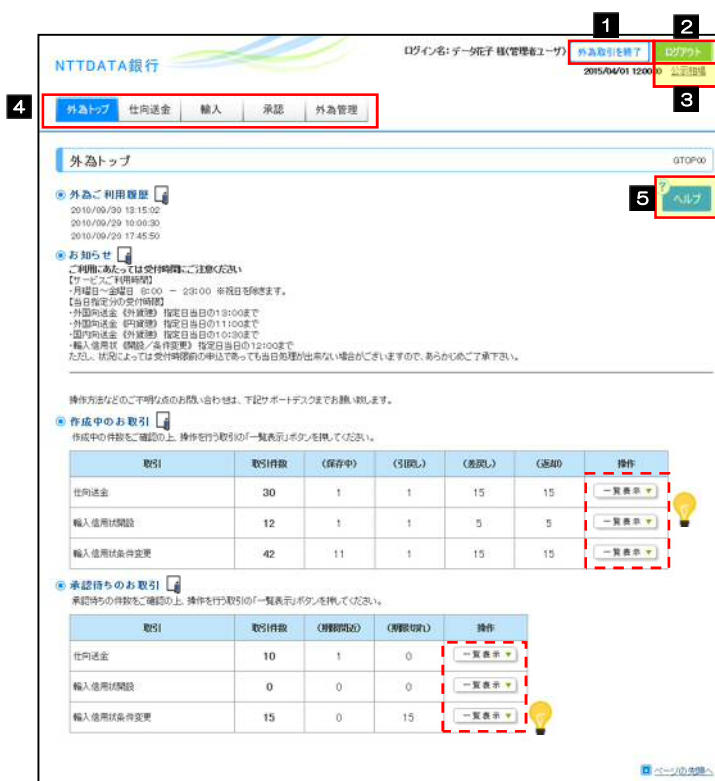 1
2
ログイン名：データ花子 様(管理者ユーザ)
外為取引を終了
ログアウト
NTTDATA銀行
2015/04/01 120000
公示相場
3
4
外為トップ
仕向送金
輸入
承認
外為管理
外為トップ
GTOP00
5
?
ヘルプ
外為ご利用履歴
2010/09/30 13:15:02
2010/09/29 10:00:30
2010/09/29 17:45:50
お知らせ
ご利用にあたっては受付時間にご注意ください
【サービスご利用時間】
・月曜日～金曜日 8:00 － 23:00 ※祝日を除きます。
【当日指定分の受付時限】
・外国向送金《外貨建》指定日当日の13:00まで
・外国向送金《円貨建》指定日当日の11:00まで
・国内向送金《外貨建》指定日当日の10:30まで
・輸入信用状《開設／条件変更》指定日当日の12:00まで
ただし、状況によっては受付時限前の申込であっても当日処理が出来ない場合がございますので、あらかじめご了承下さい。
操作方法などのご不明な点のお問い合わせは、下記サポートデスクまでお願い致します。
作成中のお取引
作成中の件数をご確認の上、操作を行う取引の「一覧表示」ボタンを押してください。
取引 取引件数 (保存中) (引戻し) (差戻し) (返却) 操作
仕向送金 30 1 1 15 15 一覧表示▼
輸入信用状開設 12 1 1 5 5 一覧表示▼
輸入信用状条件変更 42 11 1 15 15 一覧表示▼
承認待ちのお取引
承認待ちの件数をご確認の上、操作を行う取引の「一覧表示」ボタンを押してください。
取引 取引件数 (期限間近) (期限切れ) 操作
仕向送金 10 1 0 一覧表示▼
輸入信用状開設 0 0 0 一覧表示▼
輸入信用状条件変更 15 0 15 一覧表示▼
ページの先頭へ